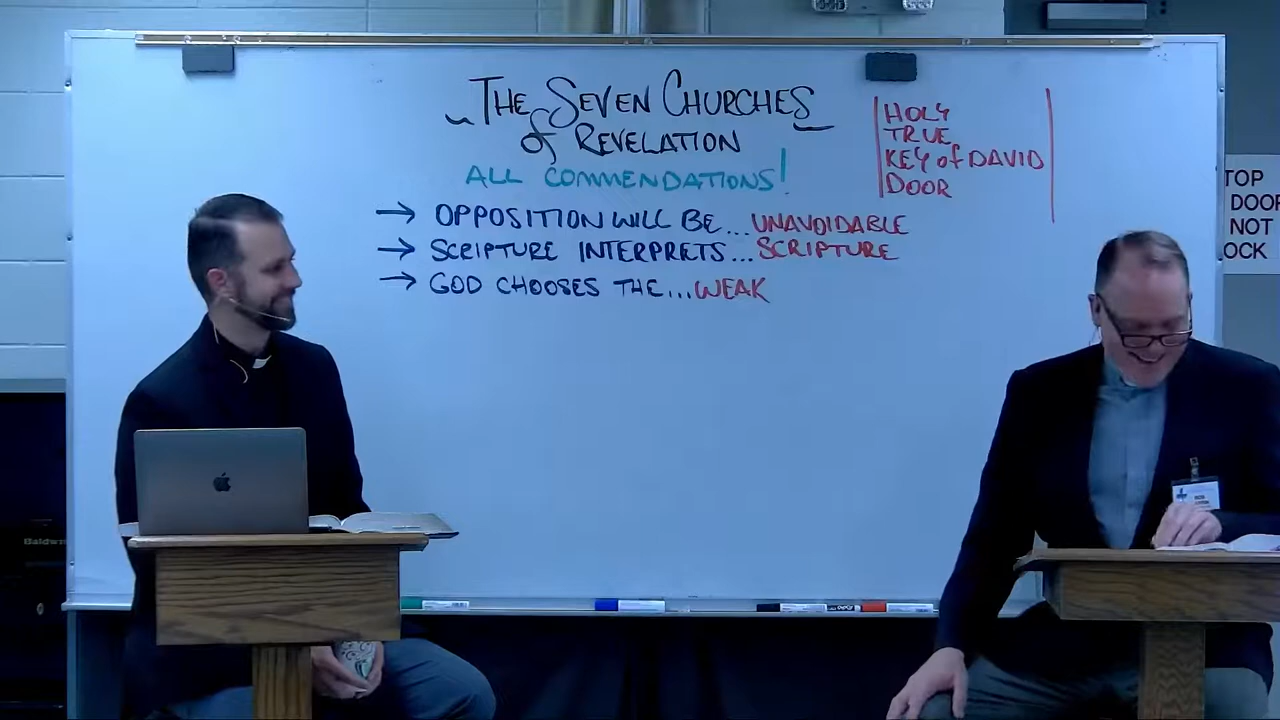 THE SEVEN CHURCHES
of REVELATION
ALL COMMENDATIONS!
→ OPPOSITION WILL BE...UNAVOIDABLE
→ SCRIPTURE INTERPRETS...SCRIPTURE
→ GOD CHOOSES THE...WEAK
HOLY
TRUE
KEY of DAVID
DOOR
TOP
DOOR
NOT
OCK